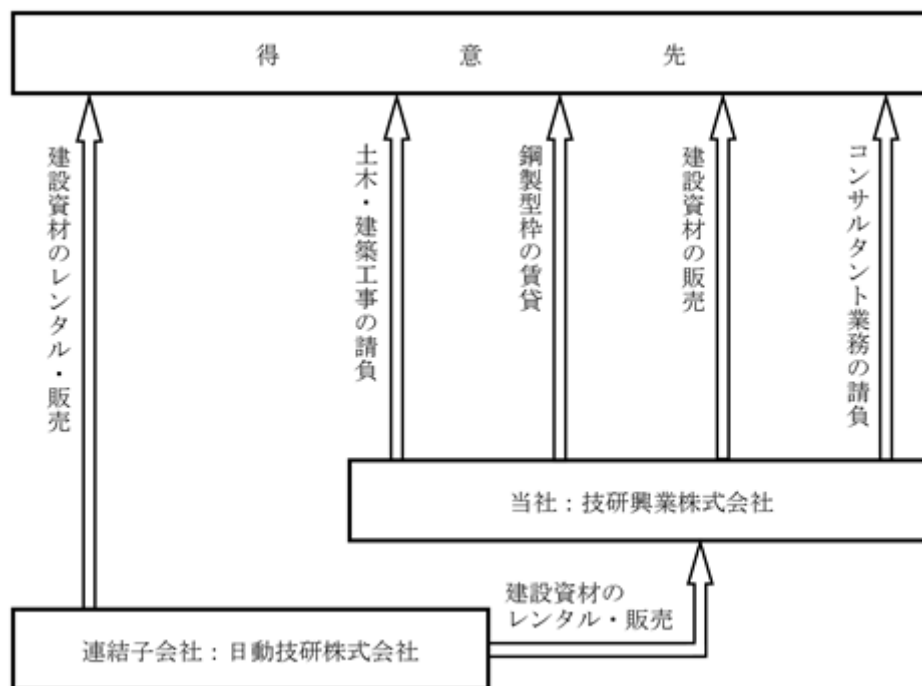 得意先
建設資材のレンタル・販売
土木・建築工事の請負
鋼製型枠の賃貸
建設資材の販売
コンサルタント業務の請負
当社：技研興業株式会社
建設資材の
レンタル・販売
連結子会社：日動技研株式会社